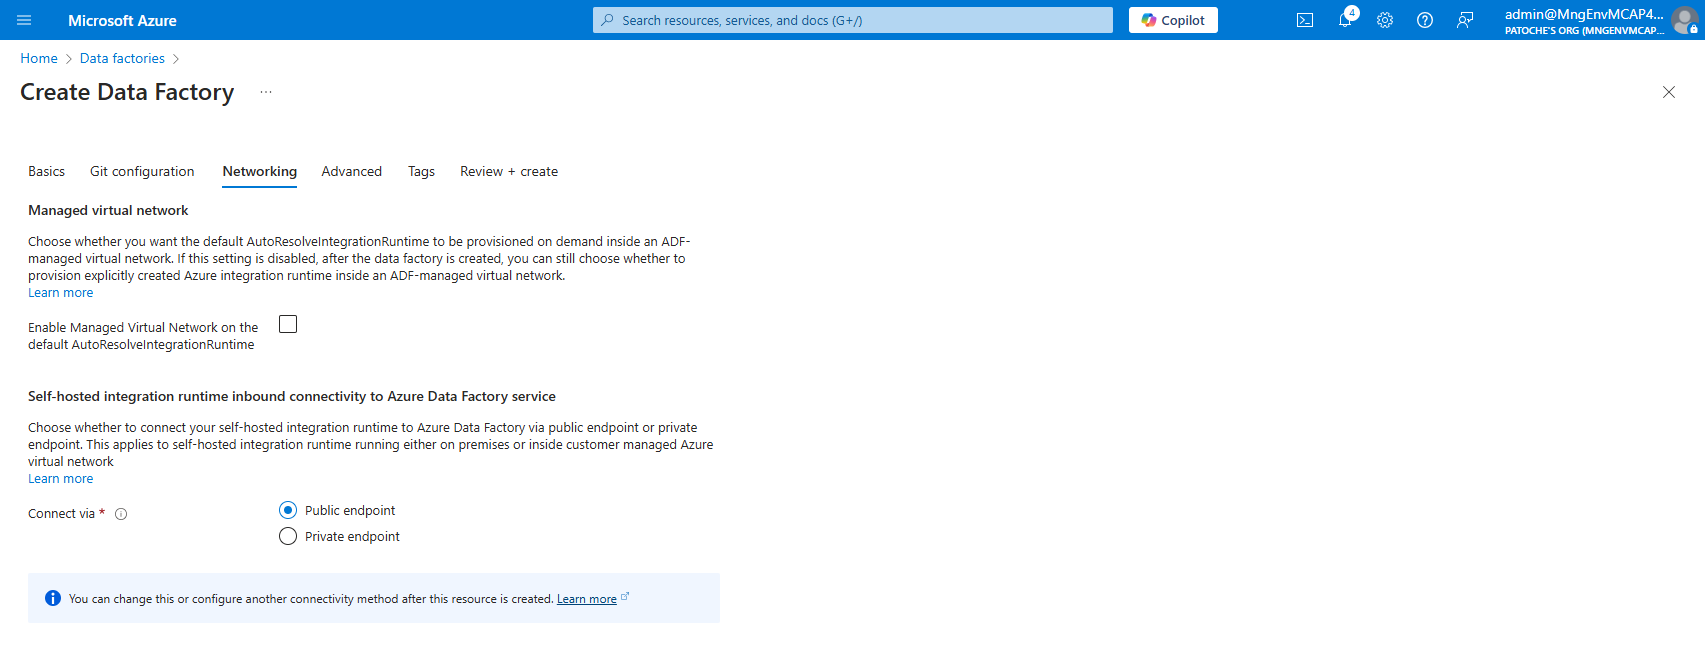 Microsoft Azure
Search resources, services, and docs (G+/)
Copilot
4
admin@MngEnvMCAP4...
PATOCHE'S ORG (MNGENVMCAP...
Home > Data factories >
Create Data Factory ...
Basics Git configuration Networking Advanced Tags Review + create
Managed virtual network
Choose whether you want the default AutoResolveIntegrationRuntime to be provisioned on demand inside an ADF-
managed virtual network. If this setting is disabled, after the data factory is created, you can still choose whether to
provision explicitly created Azure integration runtime inside an ADF-managed virtual network.
Learn more
Enable Managed Virtual Network on the
default AutoResolveIntegrationRuntime
Self-hosted integration runtime inbound connectivity to Azure Data Factory service
Choose whether to connect your self-hosted integration runtime to Azure Data Factory via public endpoint or private
endpoint. This applies to self-hosted integration runtime running either on premises or inside customer managed Azure
virtual network
Learn more
Connect via *
Public endpoint
Private endpoint
You can change this or configure another connectivity method after this resource is created. Learn more